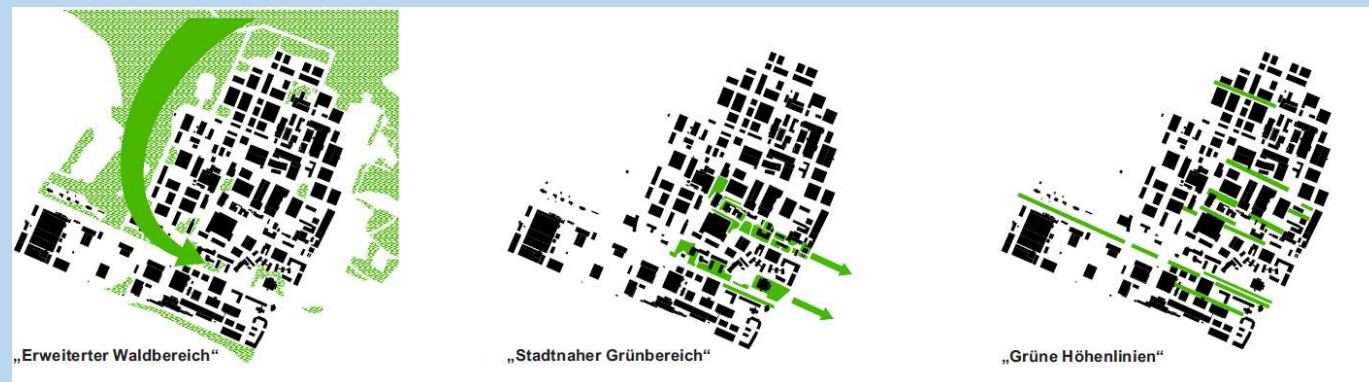 „Erweiterter Waldbereich“
„Stadtnaher Grünbereich“
„Grüne Höhenlinien“